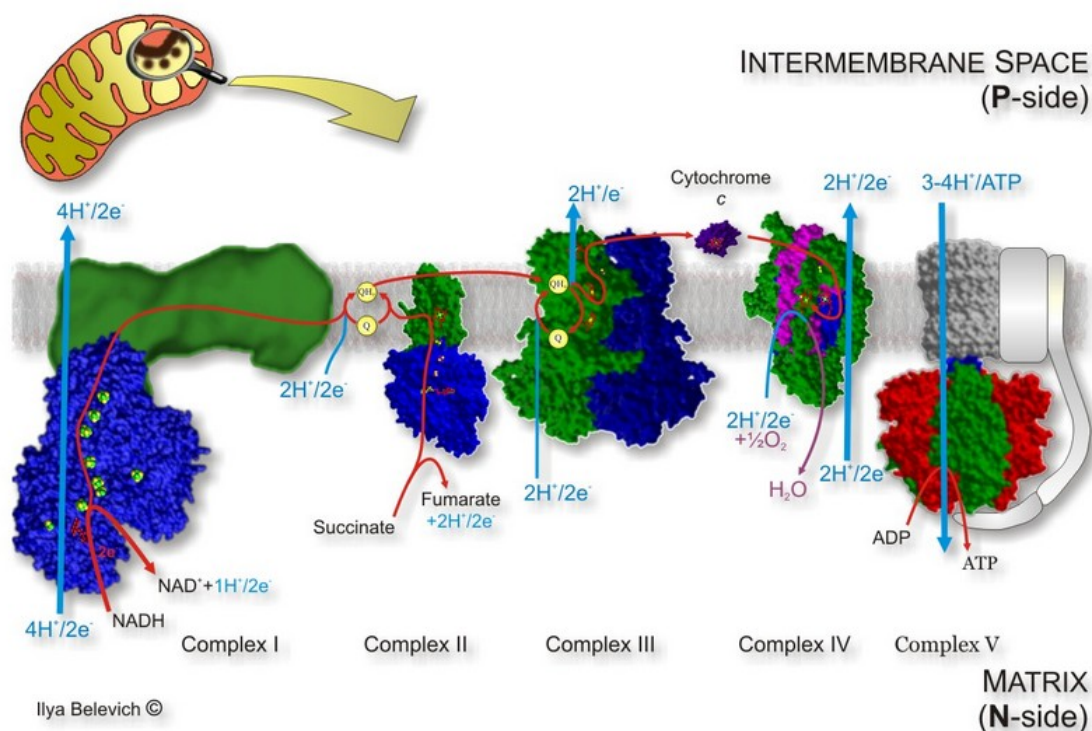 INTERMEMBRANE SPACE
(P-side)
4H⁺/2e⁻
2H⁺/e⁻
Cytochrome
c
2H⁺/2e⁻
3-4H⁺/ATP
QH₂
Q
QH₂
Q
2H⁺/2e⁻
2H⁺/2e⁻
+½O₂
2H⁺/2e⁻
H₂O
2H⁺/2e
Fumarate
+2H⁺/2e⁻
Succinate
ADP
ATP
2e⁻
NAD⁺+1H⁺/2e⁻
4H⁺/2e⁻
NADH
Complex I
Complex II
Complex III
Complex IV
Complex V
MATRIX
(N-side)
Ilya Belevich ©